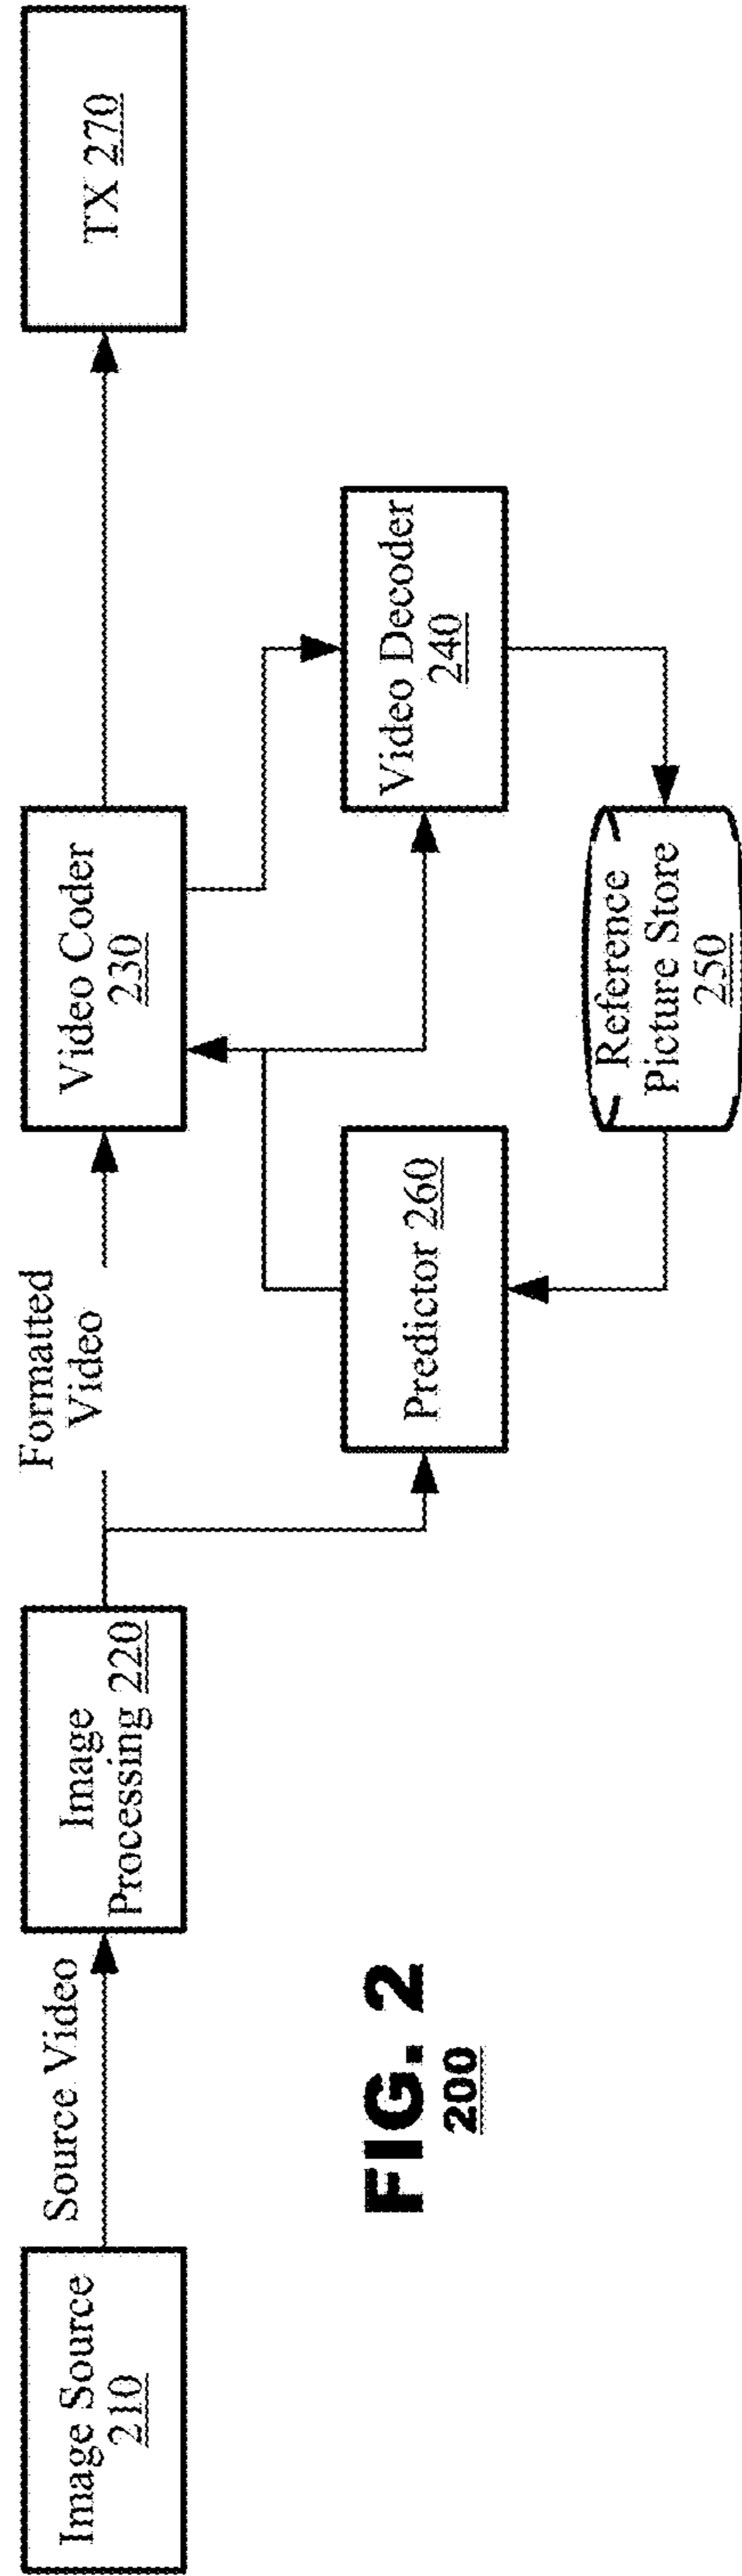 Image Source
210
Source Video
Image
Processing 220
Formatted
Video
Video Coder
230
TX 270
Predictor 260
Video Decoder
240
Reference
Picture Store
250
FIG. 2
200